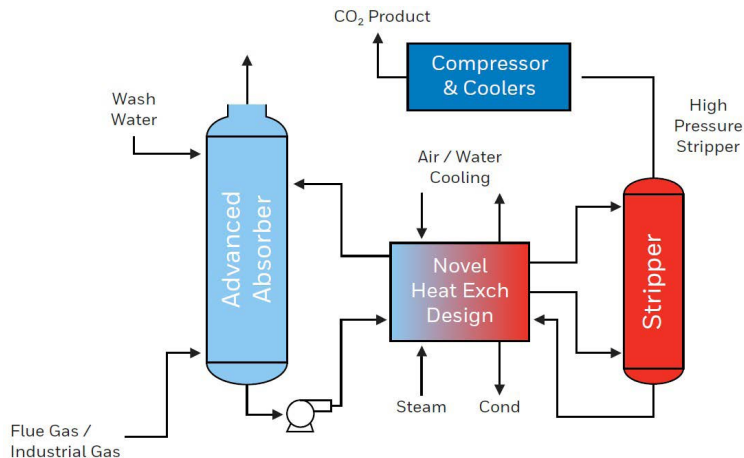 CO₂ Product
Compressor
& Coolers
Wash
Water
High
Pressure
Stripper
Air / Water
Cooling
Advanced
Absorber
Novel
Heat Exch
Design
Stripper
Steam
Cond
Flue Gas /
Industrial Gas